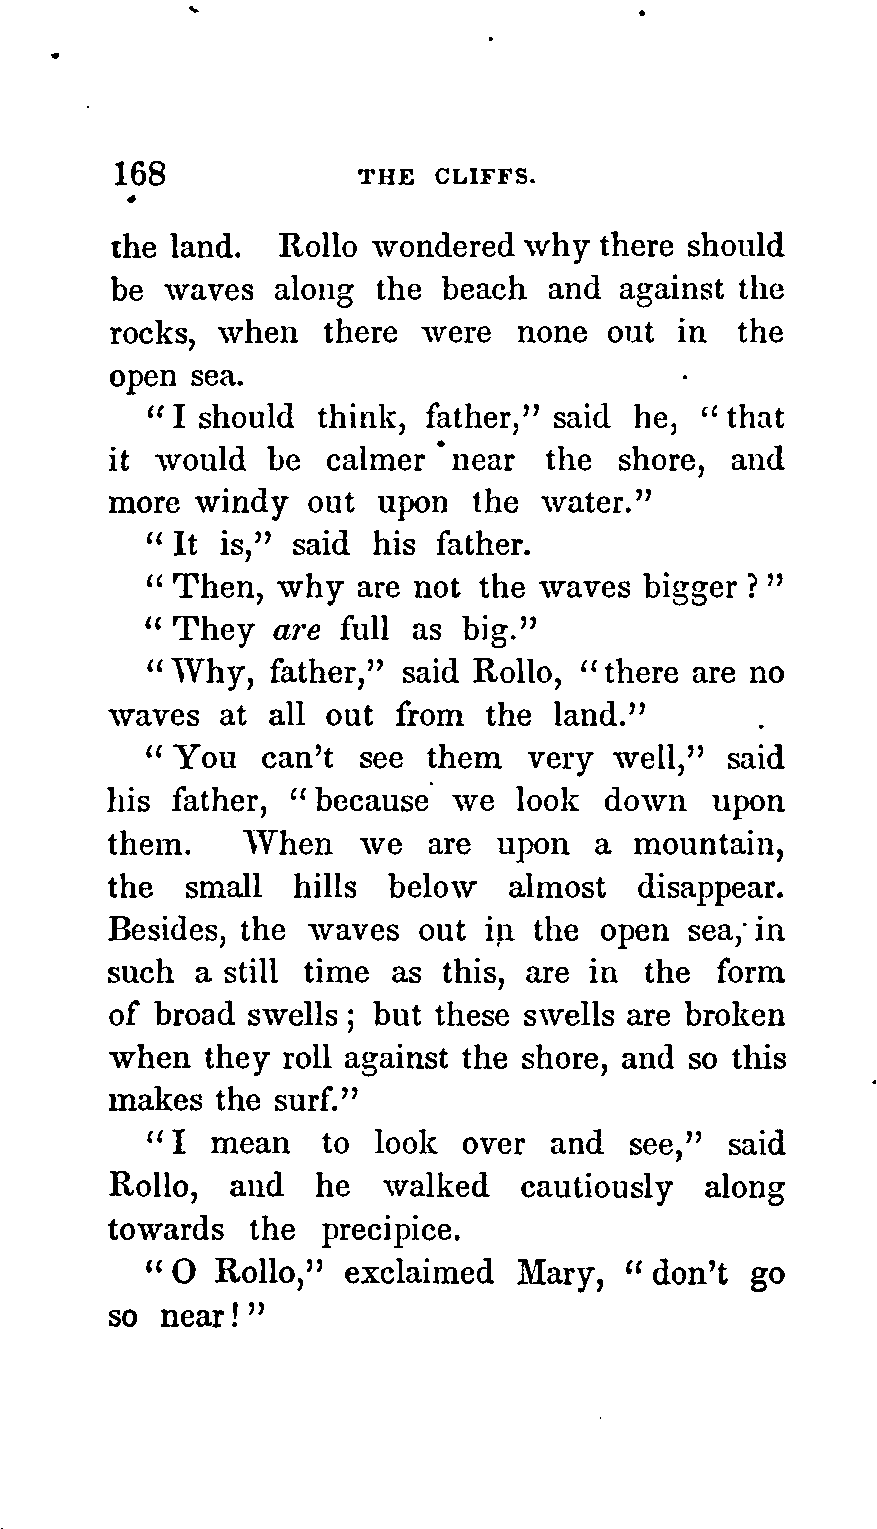 168 THE CLIFFS.
the land. Rollo wondered why there should
be waves along the beach and against the
rocks, when there were none out in the
open sea.
“I should think, father,” said he, “that
it would be calmer near the shore, and
more windy out upon the water.”
“It is,” said his father.
“Then, why are not the waves bigger?”
“They are full as big.”
“Why, father,” said Rollo, “there are no
waves at all out from the land.”
“You can’t see them very well,” said
his father, “because we look down upon
them. When we are upon a mountain,
the small hills below almost disappear.
Besides, the waves out in the open sea, in
such a still time as this, are in the form
of broad swells; but these swells are broken
when they roll against the shore, and so this
makes the surf.”
“I mean to look over and see,” said
Rollo, and he walked cautiously along
towards the precipice.
“O Rollo,” exclaimed Mary, “don’t go
so near!”